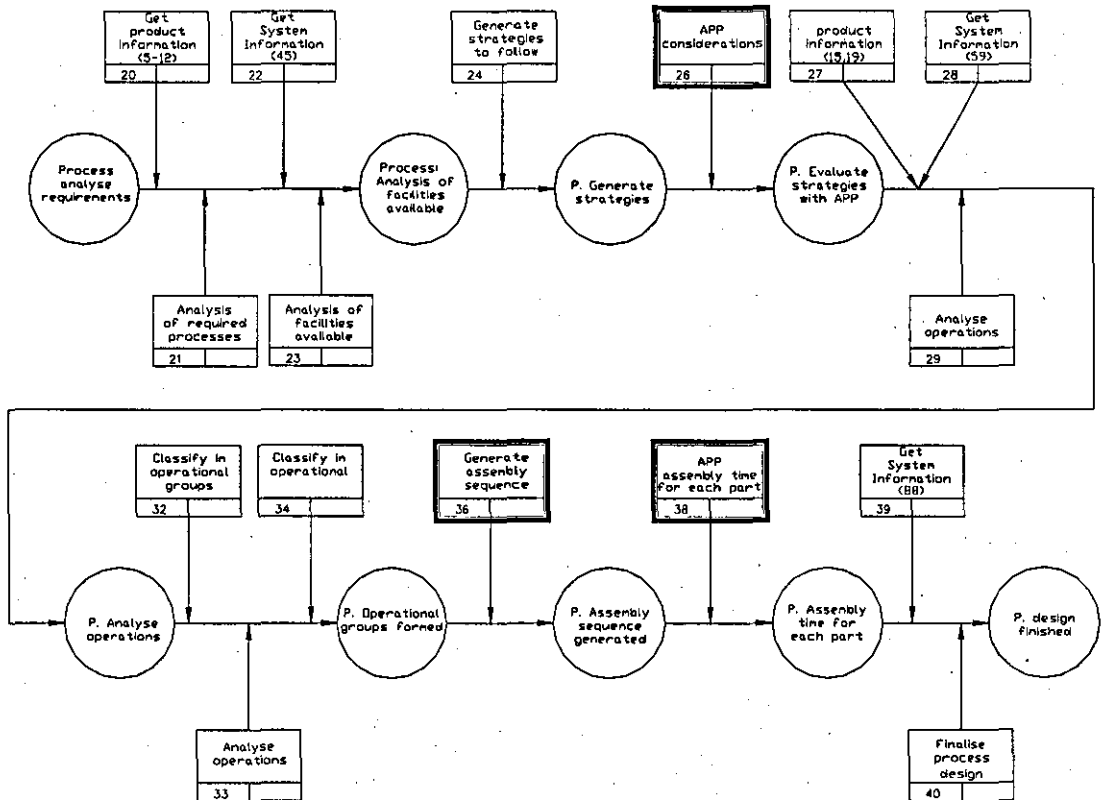 Get
product
Information
(5-12)
20
Get
System
Information
(45)
22
Generate
strategies
to follow
24
APP
considerations
26
product
Information
(15,19)
27
Get
System
Information
(59)
28
Process
analyse
requirements
Process:
Analysis of
facilities
available
P. Generate
strategies
P. Evaluate
strategies
with APP
Analysis
of required
processes
21
Analysis of
facilities
available
23
Analyse
operations
29
Classify in
operational
groups
32
Classify in
operational
34
Generate
assembly
sequence
36
APP
assembly time
for each part
38
Get
System
Information
(88)
39
P. Analyse
operations
P. Operational
groups formed
P. Assembly
sequence
generated
P. Assembly
time for
each part
P. design
finished
Analyse
operations
33
Finalise
process
design
40